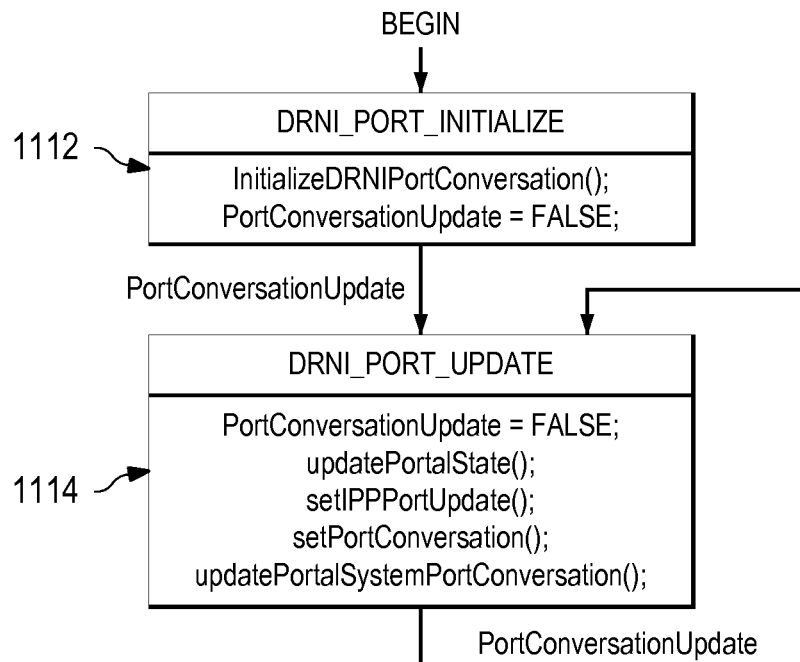 BEGIN
DRNI_PORT_INITIALIZE
1112
InitializeDRNIPortConversation();
PortConversationUpdate = FALSE;
PortConversationUpdate
DRNI_PORT_UPDATE
PortConversationUpdate = FALSE;
updatePortalState();
1114
setIPPPortUpdate();
setPortConversation();
updatePortalSystemPortConversation();
PortConversationUpdate